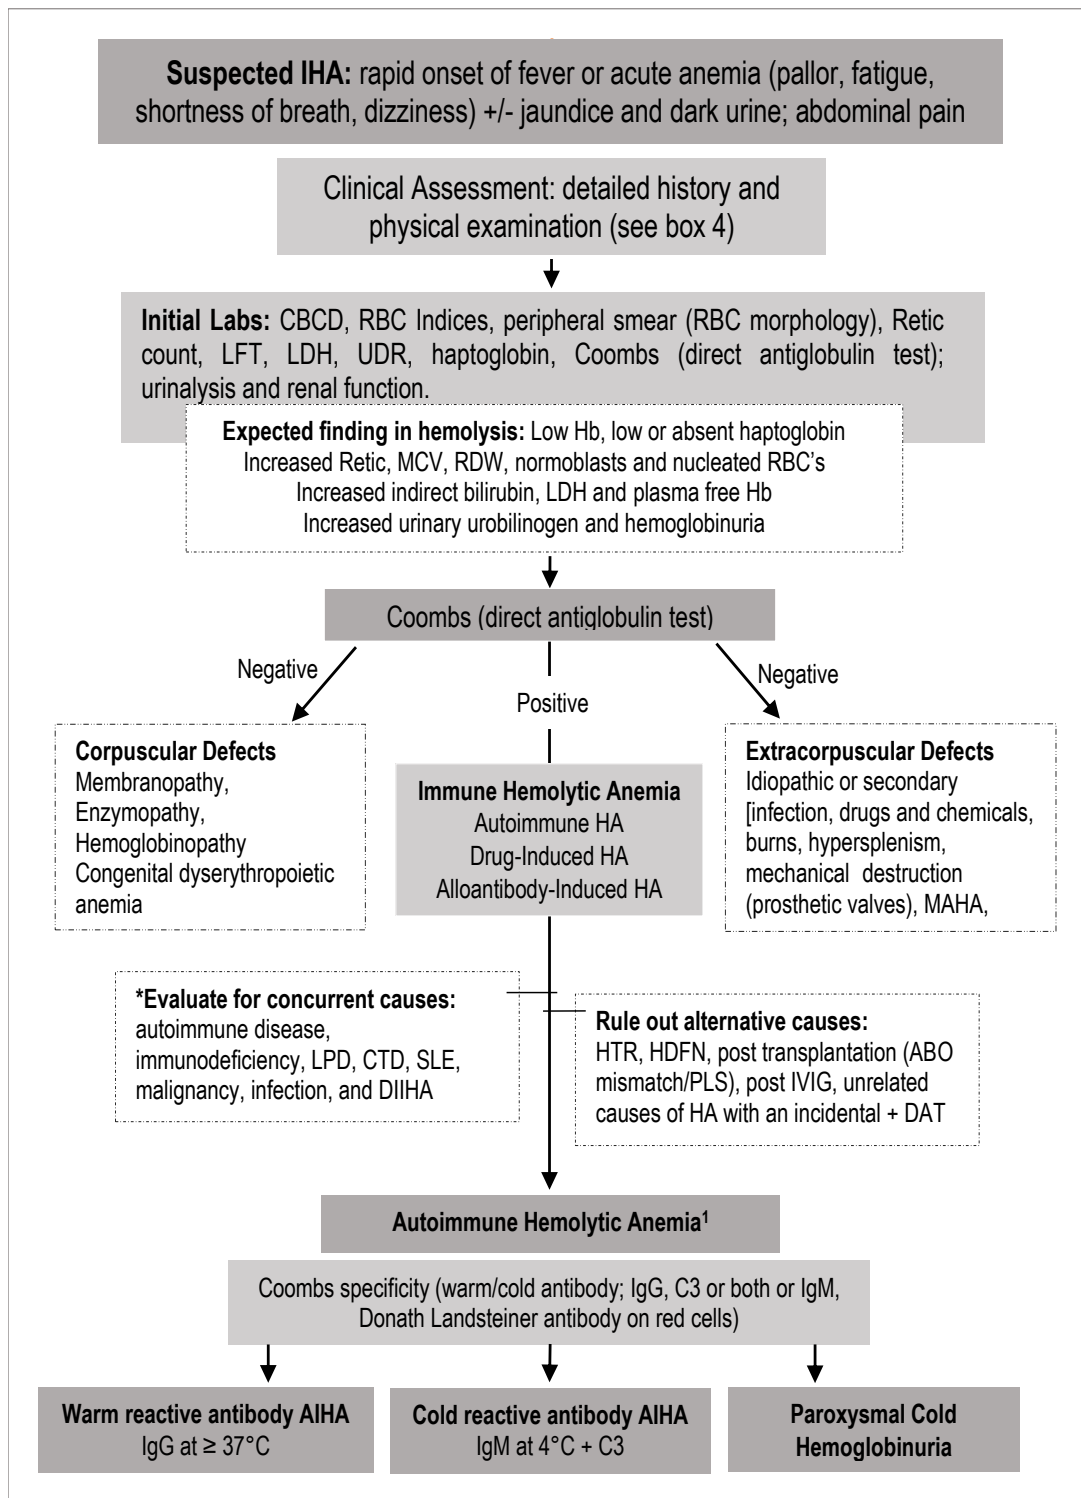 Suspected IHA: rapid onset of fever or acute anemia (pallor, fatigue,
shortness of breath, dizziness) +/- jaundice and dark urine; abdominal pain
Clinical Assessment: detailed history and
physical examination (see box 4)
Initial Labs: CBCD, RBC Indices, peripheral smear (RBC morphology), Retic
count, LFT, LDH, UDR, haptoglobin, Coombs (direct antiglobulin test);
urinalysis and renal function.
Expected finding in hemolysis: Low Hb, low or absent haptoglobin
Increased Retic, MCV, RDW, normoblasts and nucleated RBC's
Increased indirect bilirubin, LDH and plasma free Hb
Increased urinary urobilinogen and hemoglobinuria
Coombs (direct antiglobulin test)
Negative
Positive
Negative
Corpuscular Defects
Membranopathy,
Enzymopathy,
Hemoglobinopathy
Congenital dyserythropoietic
anemia
Immune Hemolytic Anemia
Autoimmune HA
Drug-Induced HA
Alloantibody-Induced HA
Extracorpuscular Defects
Idiopathic or secondary
[infection, drugs and chemicals,
burns, hypersplenism,
mechanical destruction
(prosthetic valves), MAHA,
*Evaluate for concurrent causes:
autoimmune disease,
immunodeficiency, LPD, CTD, SLE,
malignancy, infection, and DIIHA
Rule out alternative causes:
HTR, HDFN, post transplantation (ABO
mismatch/PLS), post IVIG, unrelated
causes of HA with an incidental + DAT
Autoimmune Hemolytic Anemia¹
Coombs specificity (warm/cold antibody; IgG, C3 or both or IgM,
Donath Landsteiner antibody on red cells)
Warm reactive antibody AIHA
IgG at ≥ 37°C
Cold reactive antibody AIHA
IgM at 4°C + C3
Paroxysmal Cold
Hemoglobinuria